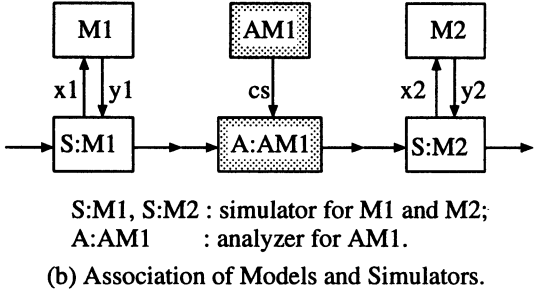 M1 AM1 M2
x1 y1 cs x2 y2
S:M1 A:AM1 S:M2
S:M1, S:M2 : simulator for M1 and M2;
A:AM1 : analyzer for AM1.
(b) Association of Models and Simulators.